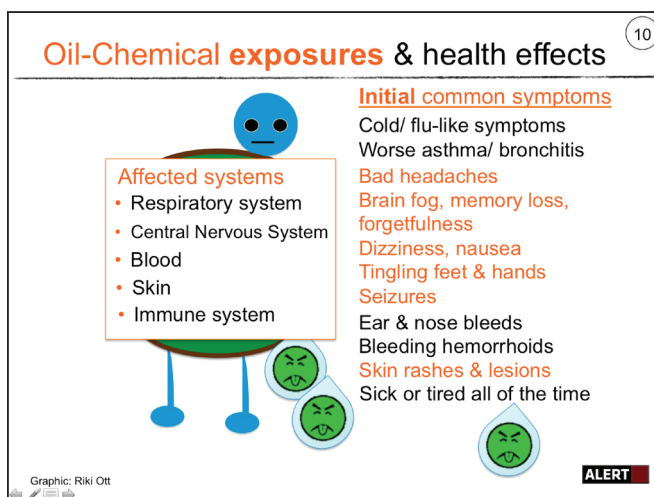 10
Oil-Chemical exposures & health effects
Initial common symptoms
Cold/ flu-like symptoms
Worse asthma/ bronchitis
Bad headaches
Brain fog, memory loss,
forgetfulness
Dizziness, nausea
Tingling feet & hands
Seizures
Ear & nose bleeds
Bleeding hemorrhoids
Skin rashes & lesions
Sick or tired all of the time
Affected systems
• Respiratory system
• Central Nervous System
• Blood
• Skin
• Immune system
Graphic: Riki Ott
ALERT